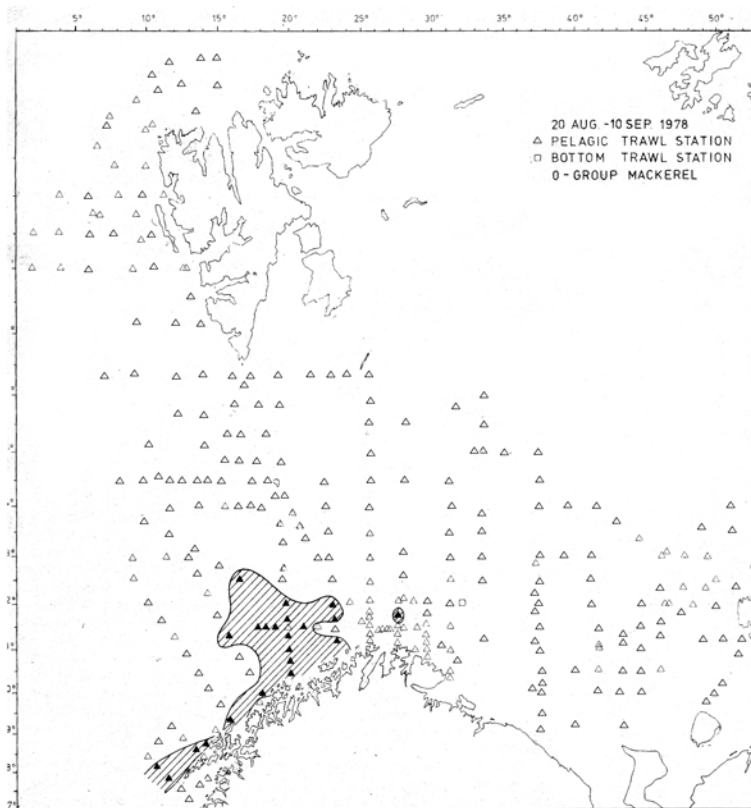 5° 10° 15° 20° 25° 30° 35° 40° 45° 50°
20 AUG.-10 SEP. 1978
△ PELAGIC TRAWL STATION
□ BOTTOM TRAWL STATION
0-GROUP MACKEREL